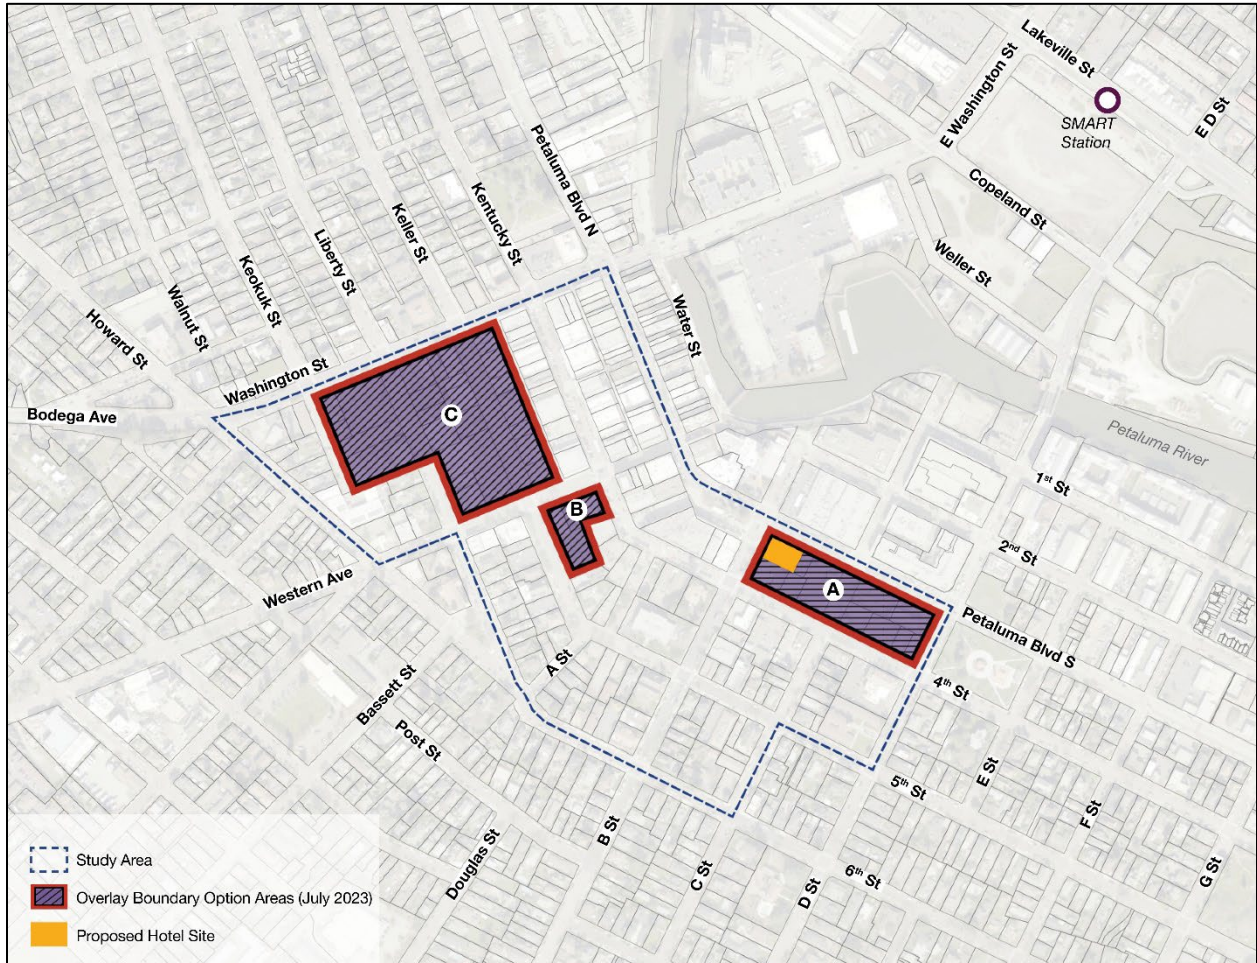 Lakeville St
E Washington St
SMART
Station
E D St
Petaluma Blvd N
Copeland St
Kentucky St
Keller St
Weller St
Liberty St
Keokuk St
Walnut St
Howard St
Water St
Washington St
Bodega Ave
C
Petaluma River
1st St
B
2nd St
Western Ave
A
Petaluma Blvd S
A St
4th St
Bassett St
Post St
E St
5th St
F St
B St
Douglas St
C St
D St
6th St
G St
Study Area
Overlay Boundary Option Areas (July 2023)
Proposed Hotel Site